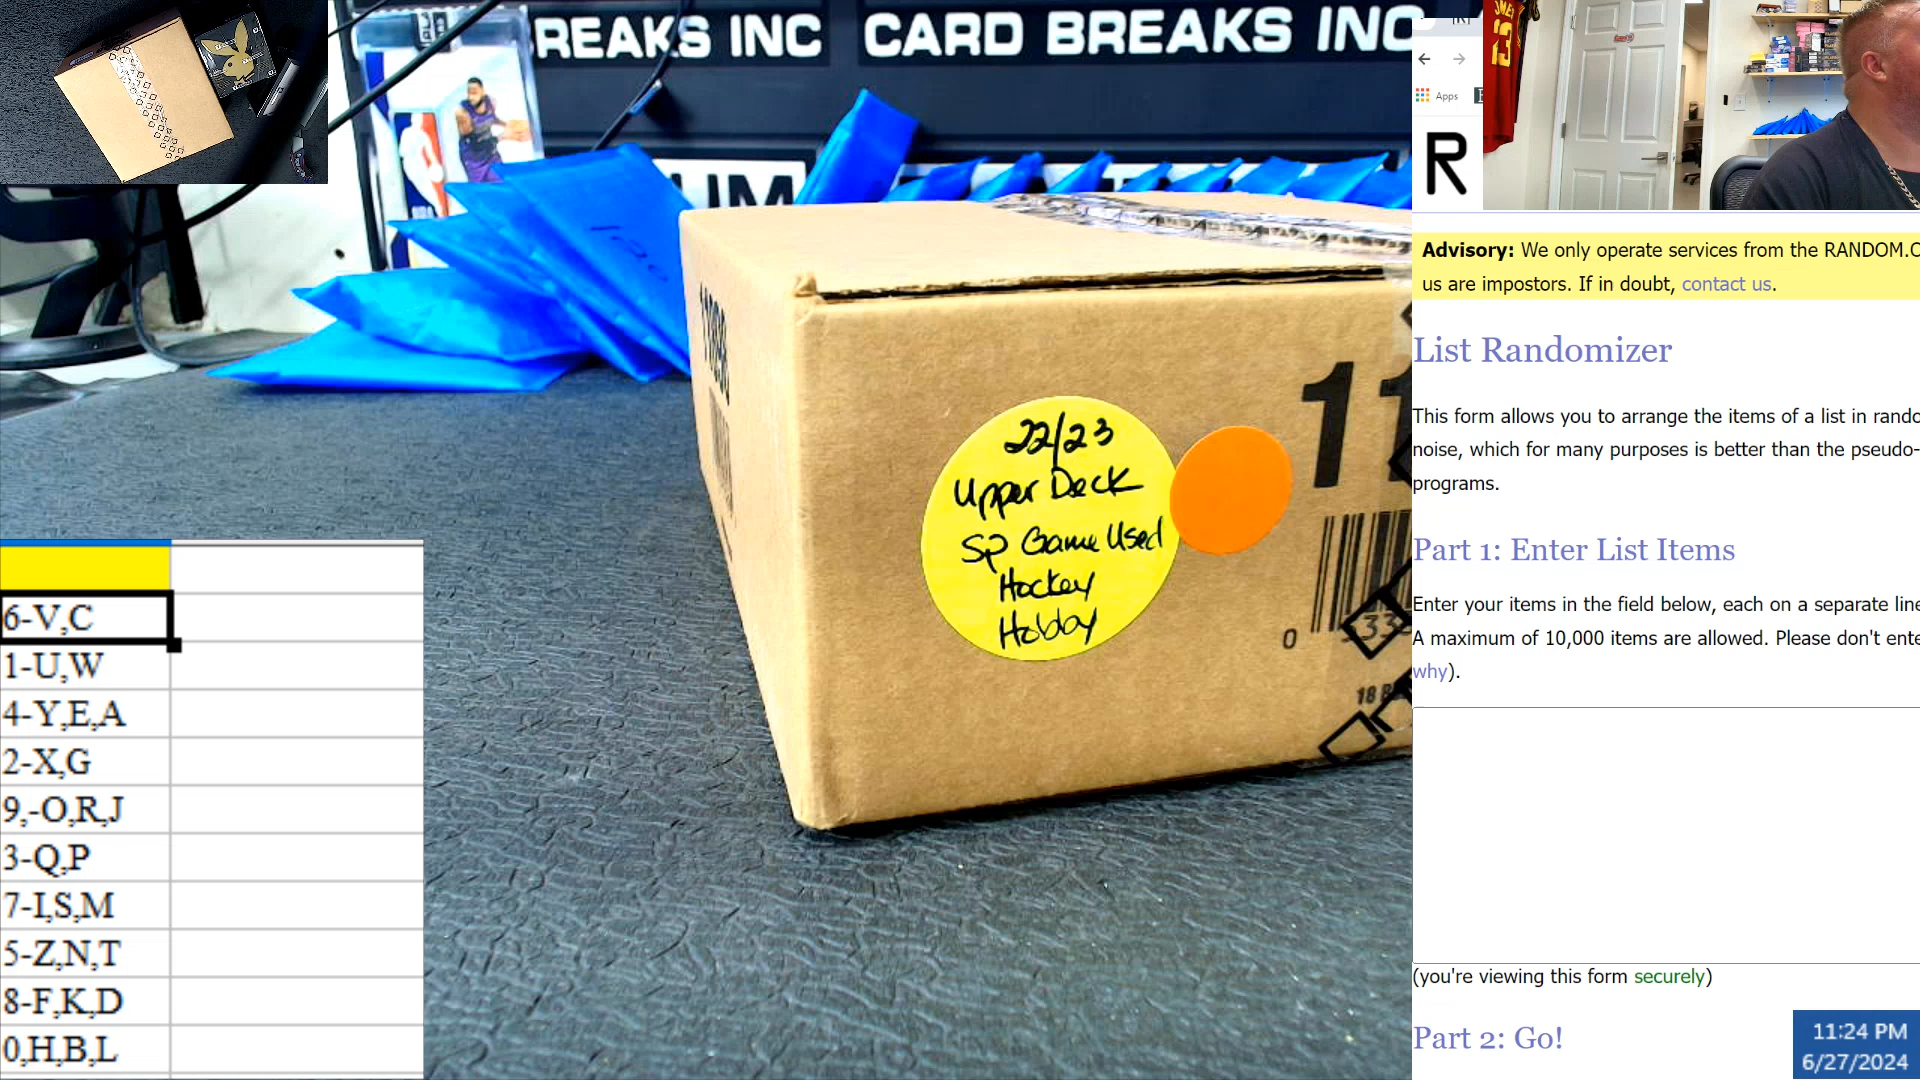 REAKS INC CARD BREAKS INC
22/23
Upper Deck
SP Game Used
Hockey
Hobby
11
0
33
18
6-V,C
1-U,W
4-Y,E,A
2-X,G
9,-O,R,J
3-Q,P
7-I,S,M
5-Z,N,T
8-F,K,D
0,H,B,L
Apps
R
23
Advisory: We only operate services from the RANDOM.O
us are impostors. If in doubt, contact us.
List Randomizer
This form allows you to arrange the items of a list in rando
noise, which for many purposes is better than the pseudo-
programs.
Part 1: Enter List Items
Enter your items in the field below, each on a separate line
A maximum of 10,000 items are allowed. Please don't ente
why).
(you're viewing this form securely)
Part 2: Go!
11:24 PM
6/27/2024